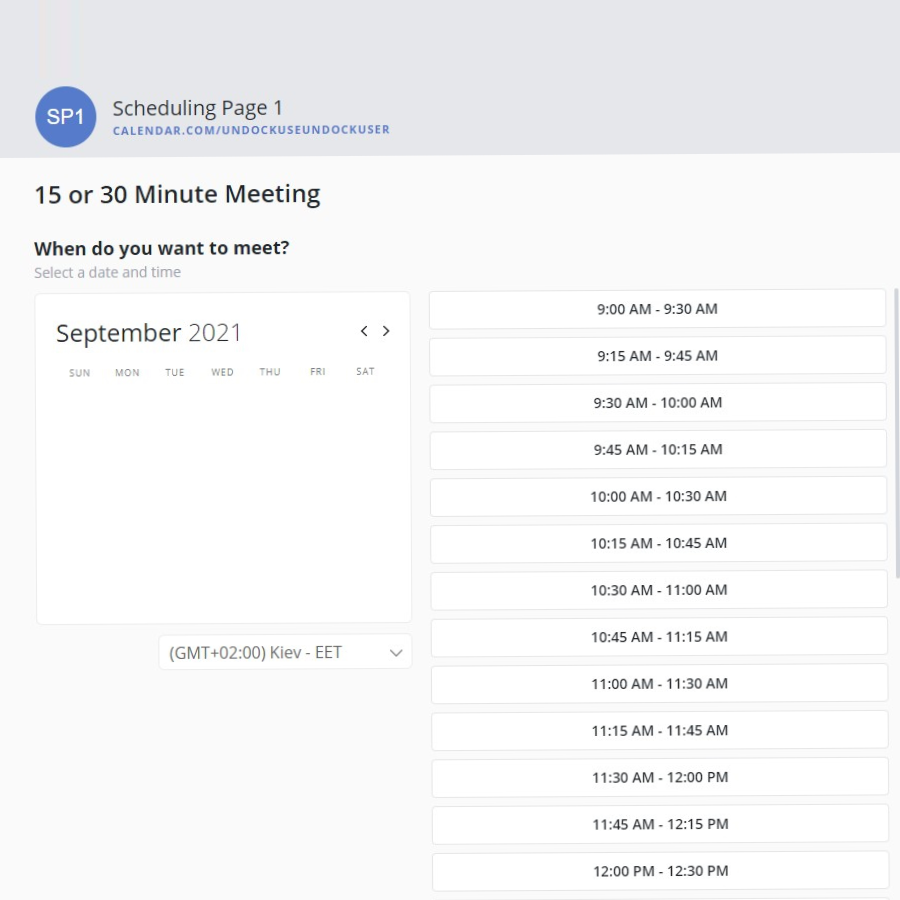 SP1
Scheduling Page 1
CALENDAR.COM/UNDOCKUSEUNDOCKUSER
15 or 30 Minute Meeting
When do you want to meet?
Select a date and time
September 2021
SUN MON TUE WED THU FRI SAT
(GMT+02:00) Kiev - EET
9:00 AM - 9:30 AM
9:15 AM - 9:45 AM
9:30 AM - 10:00 AM
9:45 AM - 10:15 AM
10:00 AM - 10:30 AM
10:15 AM - 10:45 AM
10:30 AM - 11:00 AM
10:45 AM - 11:15 AM
11:00 AM - 11:30 AM
11:15 AM - 11:45 AM
11:30 AM - 12:00 PM
11:45 AM - 12:15 PM
12:00 PM - 12:30 PM